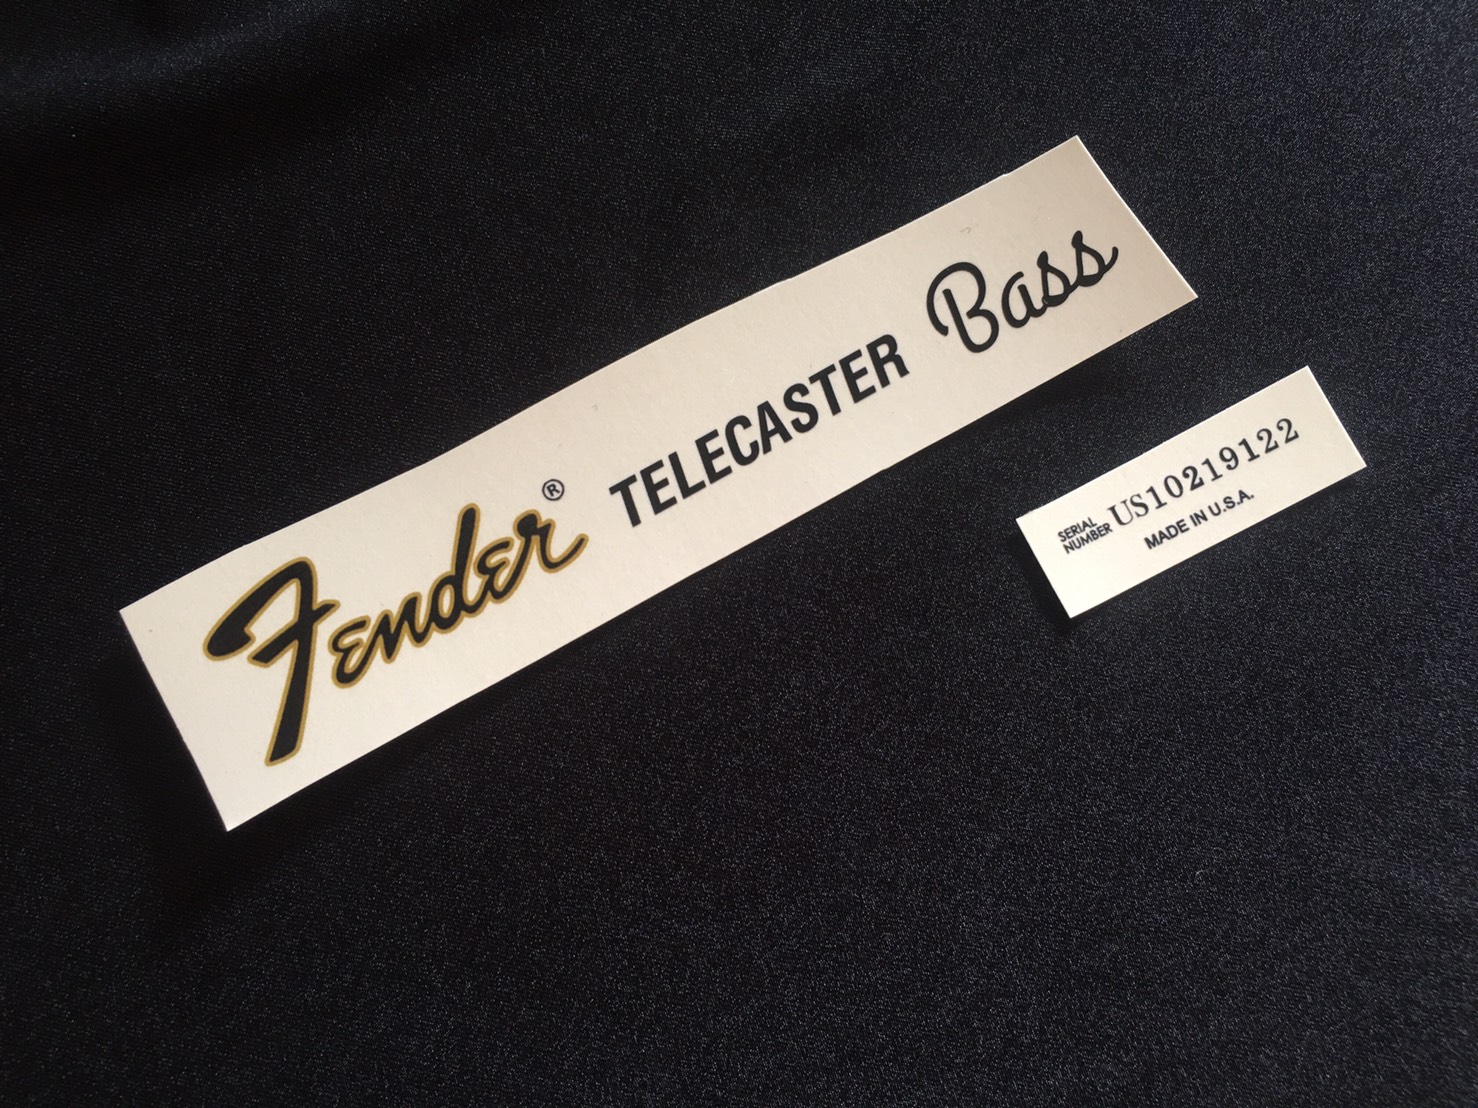 Fender® TELECASTER Bass
SERIAL
NUMBER US10219122
MADE IN U.S.A.